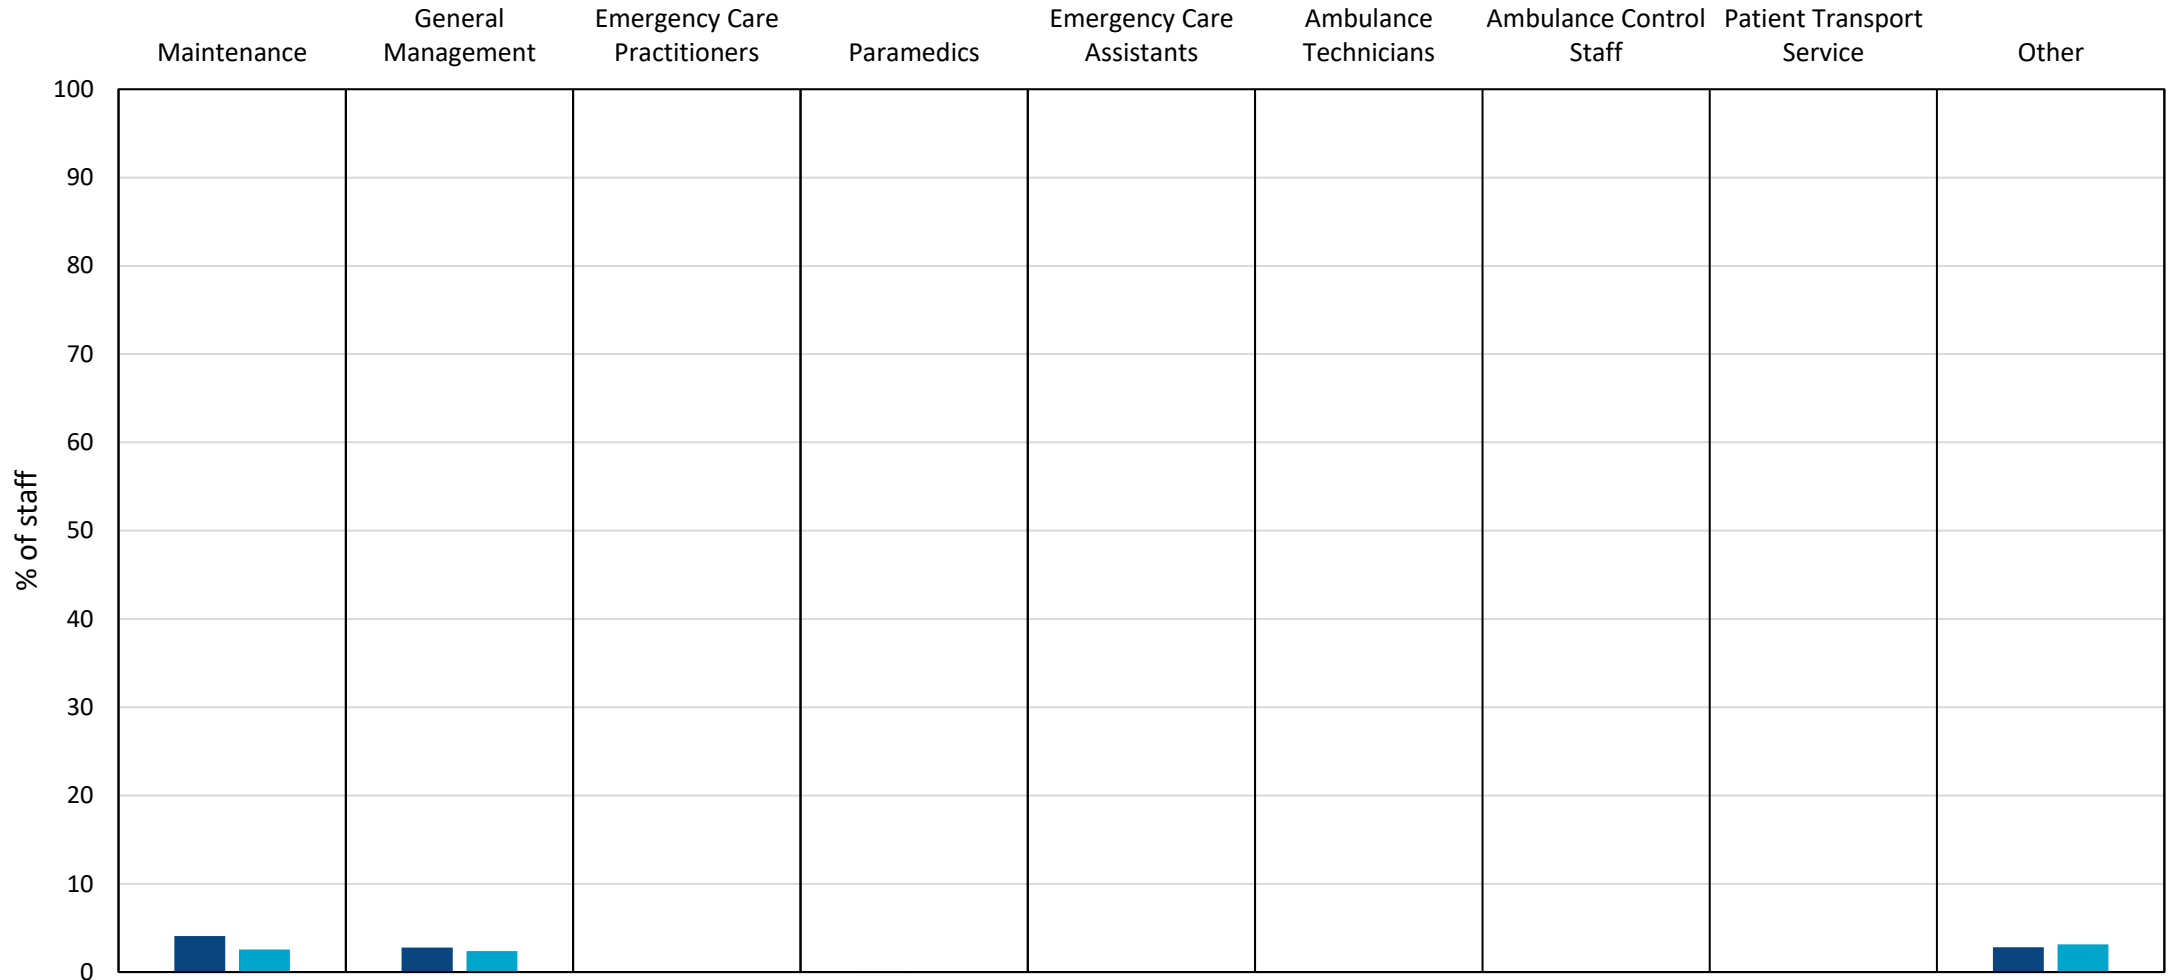 Maintenance
General
Management
Emergency Care
Practitioners
Paramedics
Emergency Care
Assistants
Ambulance
Technicians
Ambulance Control
Staff
Patient Transport
Service
Other
100
90
80
70
60
50
40
30
20
10
0
% of staff